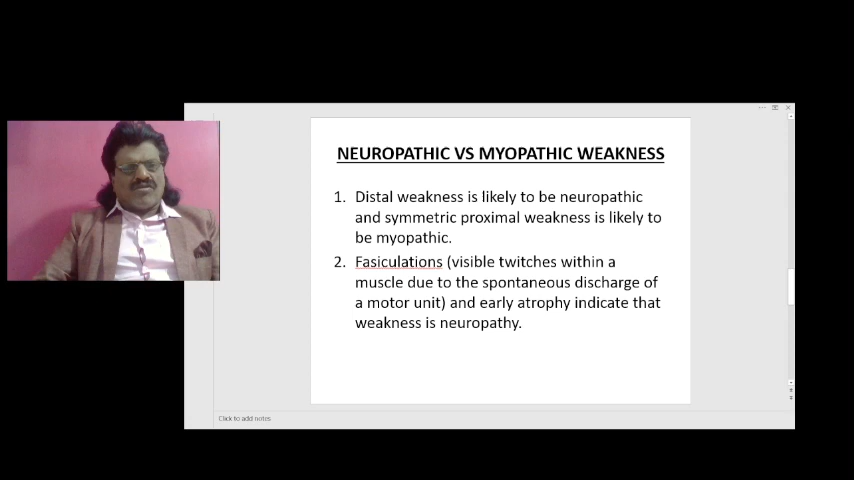 NEUROPATHIC VS MYOPATHIC WEAKNESS
1. Distal weakness is likely to be neuropathic
and symmetric proximal weakness is likely to
be myopathic.
2. Fasiculations (visible twitches within a
muscle due to the spontaneous discharge of
a motor unit) and early atrophy indicate that
weakness is neuropathy.
Click to add notes